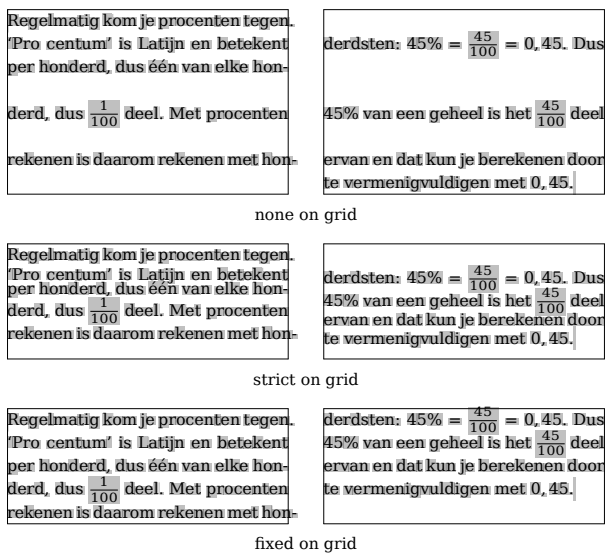 Regelmatig kom je procenten tegen.
‘Pro centum’ is Latijn en betekent
per honderd, dus één van elke hon-
derd, dus 1/100 deel. Met procenten
rekenen is daarom rekenen met hon-
derdsten: 45% = 45/100 = 0,45. Dus
45% van een geheel is het 45/100 deel
ervan en dat kun je berekenen door
te vermenigvuldigen met 0,45.
none on grid
Regelmatig kom je procenten tegen.
‘Pro centum’ is Latijn en betekent
per honderd, dus één van elke hon-
derd, dus 1/100 deel. Met procenten
rekenen is daarom rekenen met hon-
derdsten: 45% = 45/100 = 0,45. Dus
45% van een geheel is het 45/100 deel
ervan en dat kun je berekenen door
te vermenigvuldigen met 0,45.
strict on grid
Regelmatig kom je procenten tegen.
‘Pro centum’ is Latijn en betekent
per honderd, dus één van elke hon-
derd, dus 1/100 deel. Met procenten
rekenen is daarom rekenen met hon-
derdsten: 45% = 45/100 = 0,45. Dus
45% van een geheel is het 45/100 deel
ervan en dat kun je berekenen door
te vermenigvuldigen met 0,45.
fixed on grid